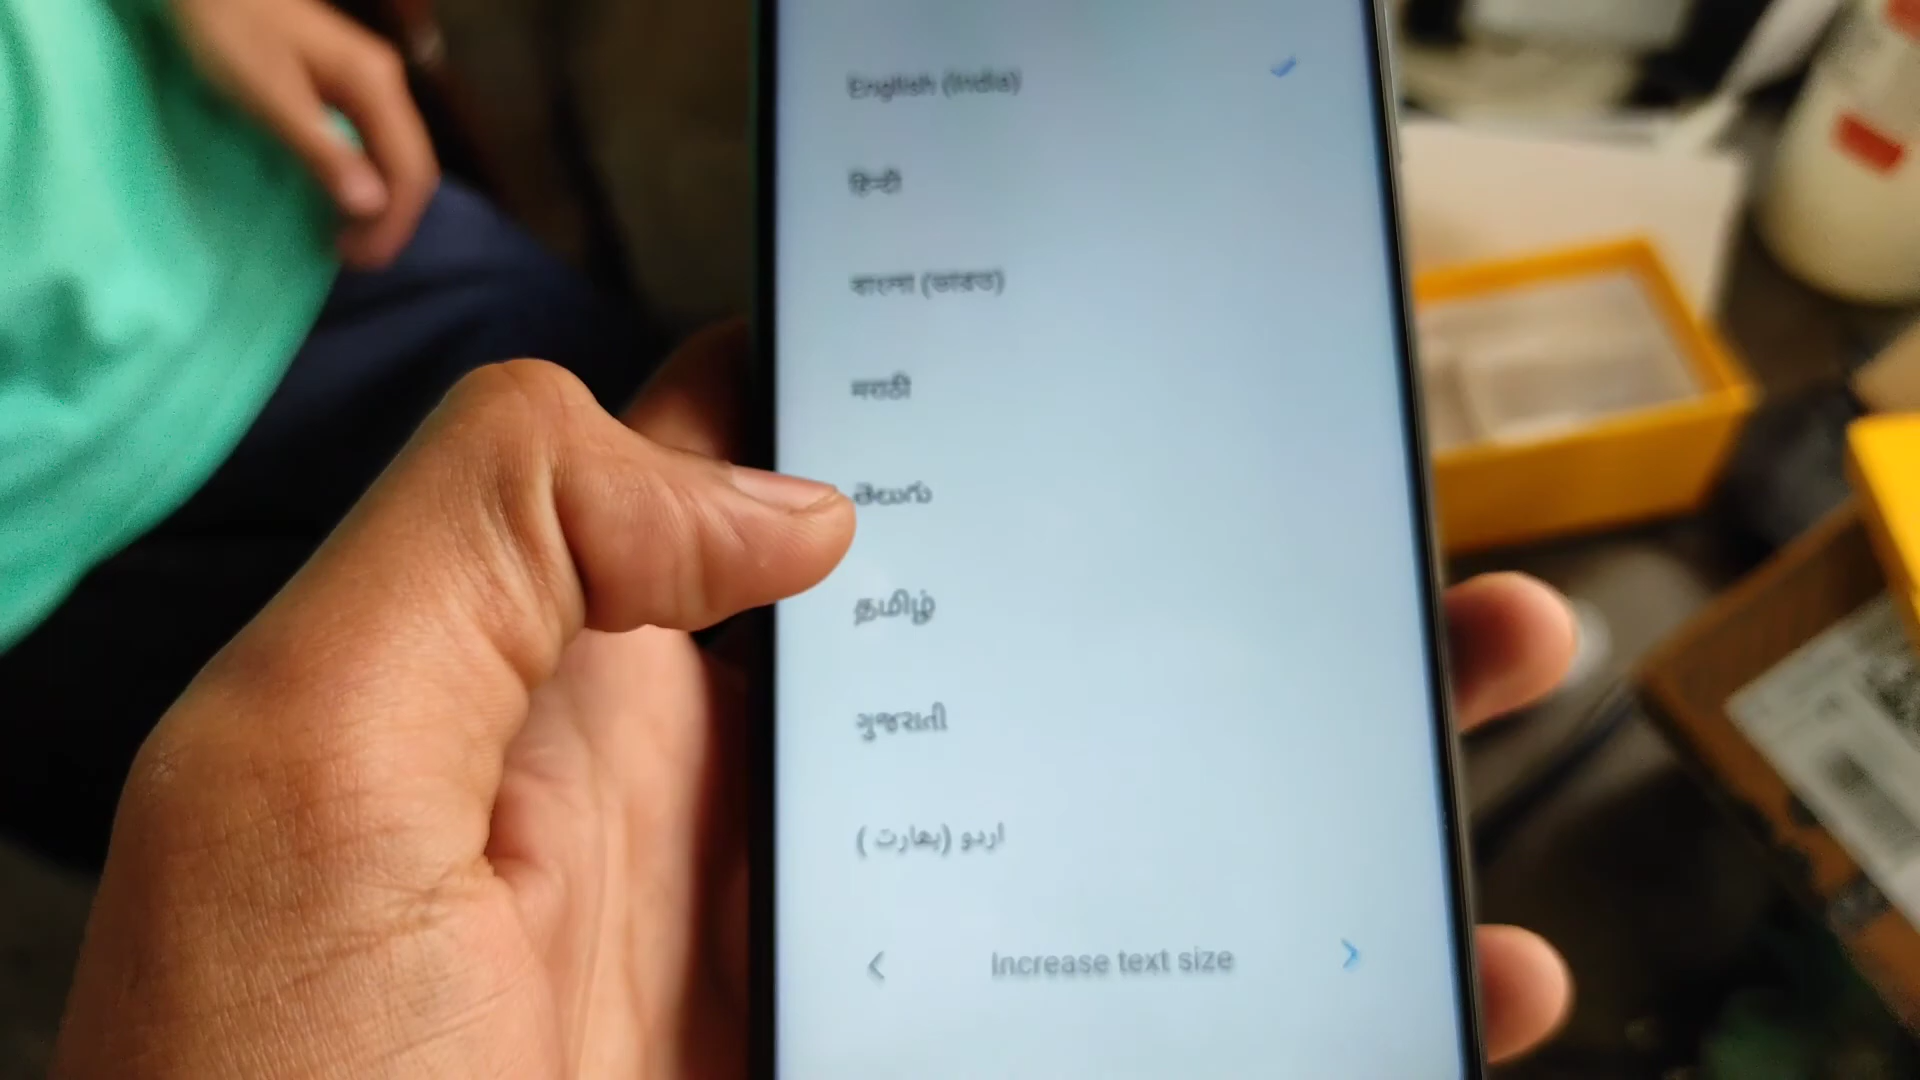 English (India)
हिन्दी
বাংলা (ভারত)
मराठी
తెలుగు
தமிழ்
ગુજરાતી
اردو (بھارت )
Increase text size